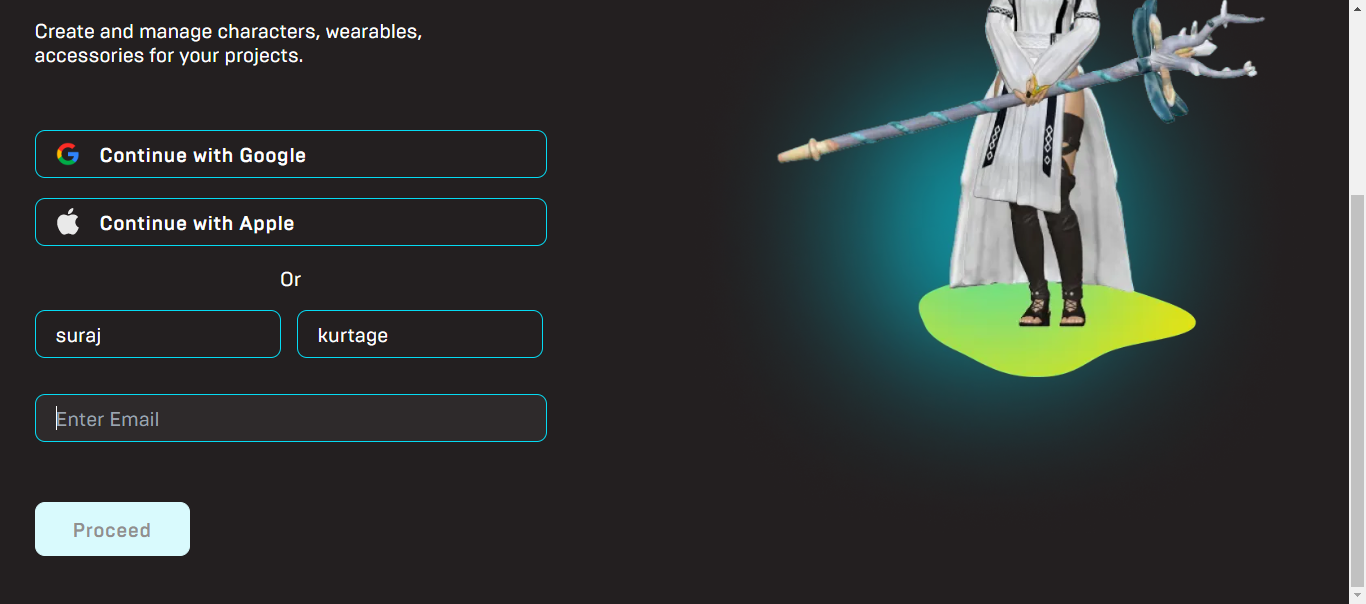 Create and manage characters, wearables,
accessories for your projects.
Continue with Google
Continue with Apple
Or
suraj
kurtage
Enter Email
Proceed